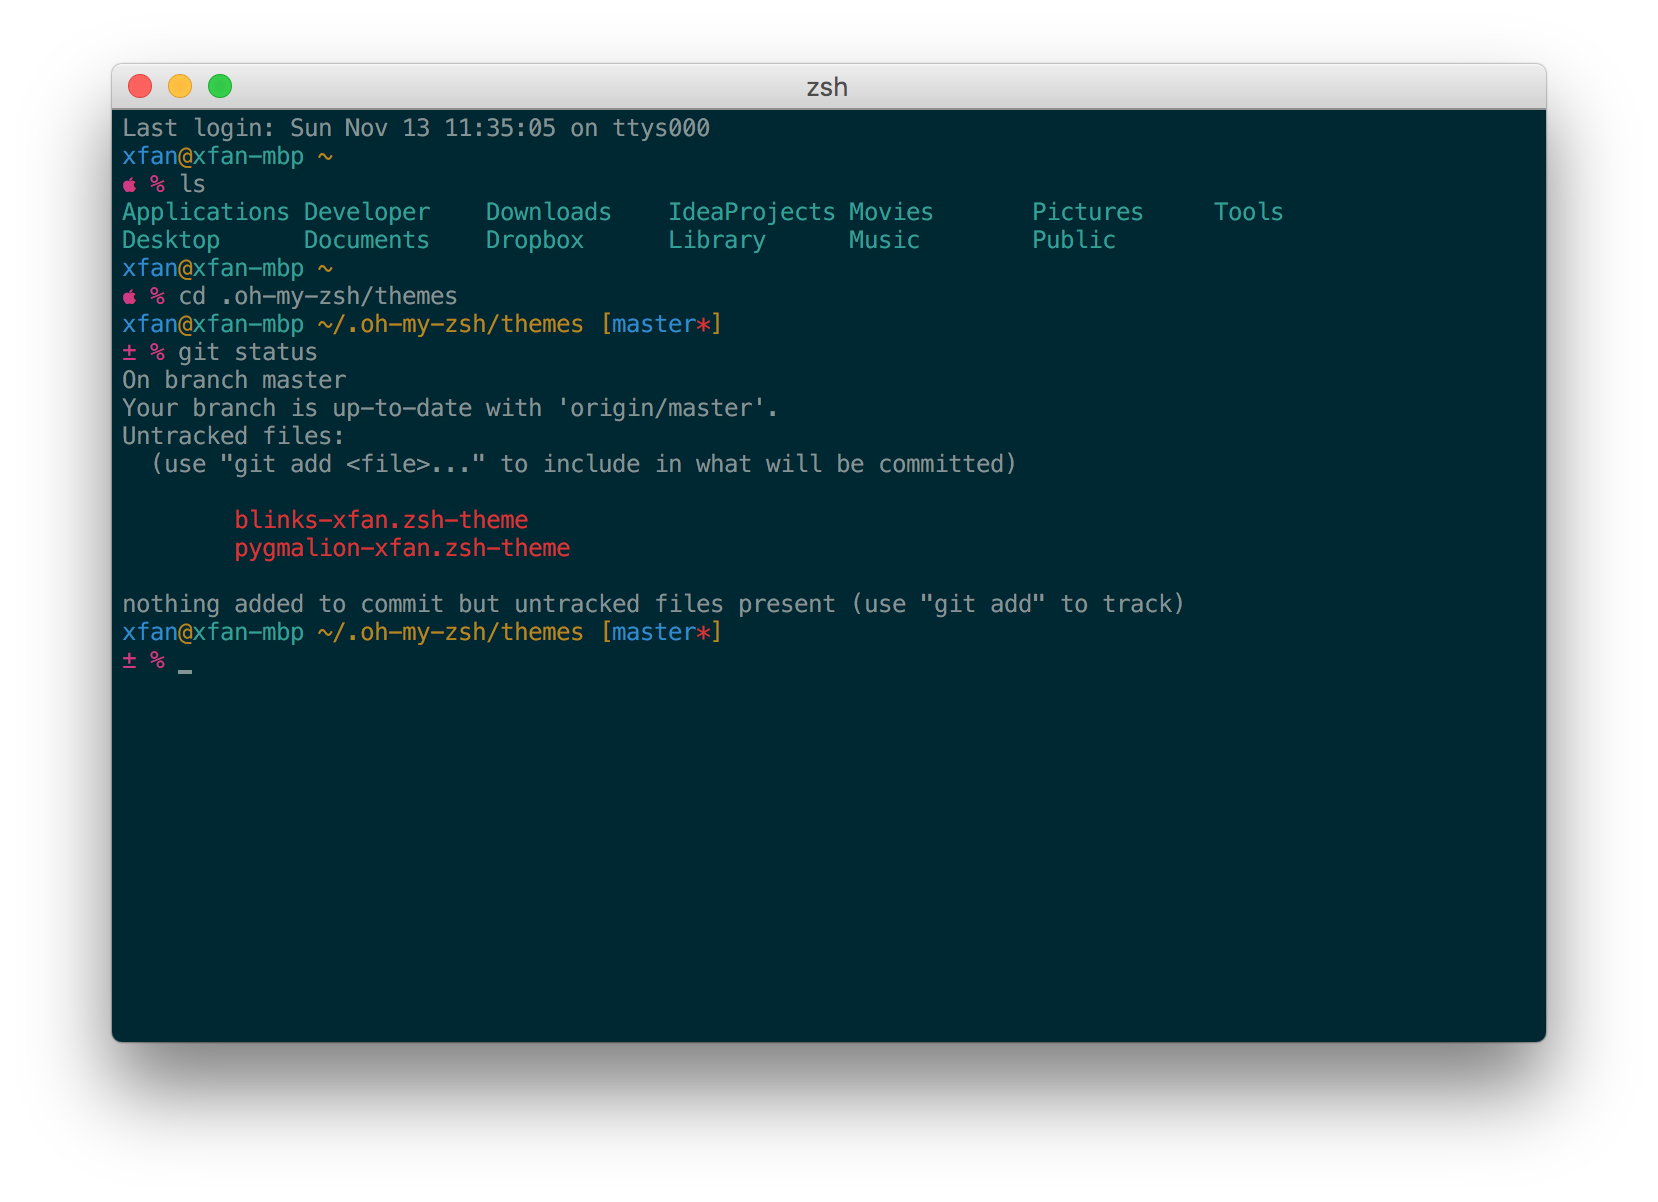 zsh
Last login: Sun Nov 13 11:35:05 on ttys000
xfan@xfan-mbp ~
 % ls
Applications Developer    Downloads    IdeaProjects Movies       Pictures     Tools
Desktop      Documents    Dropbox      Library      Music        Public
xfan@xfan-mbp ~
 % cd .oh-my-zsh/themes
xfan@xfan-mbp ~/.oh-my-zsh/themes [master*]
± % git status
On branch master
Your branch is up-to-date with 'origin/master'.
Untracked files:
  (use "git add <file>..." to include in what will be committed)
        blinks-xfan.zsh-theme
        pygmalion-xfan.zsh-theme
nothing added to commit but untracked files present (use "git add" to track)
xfan@xfan-mbp ~/.oh-my-zsh/themes [master*]
± % _